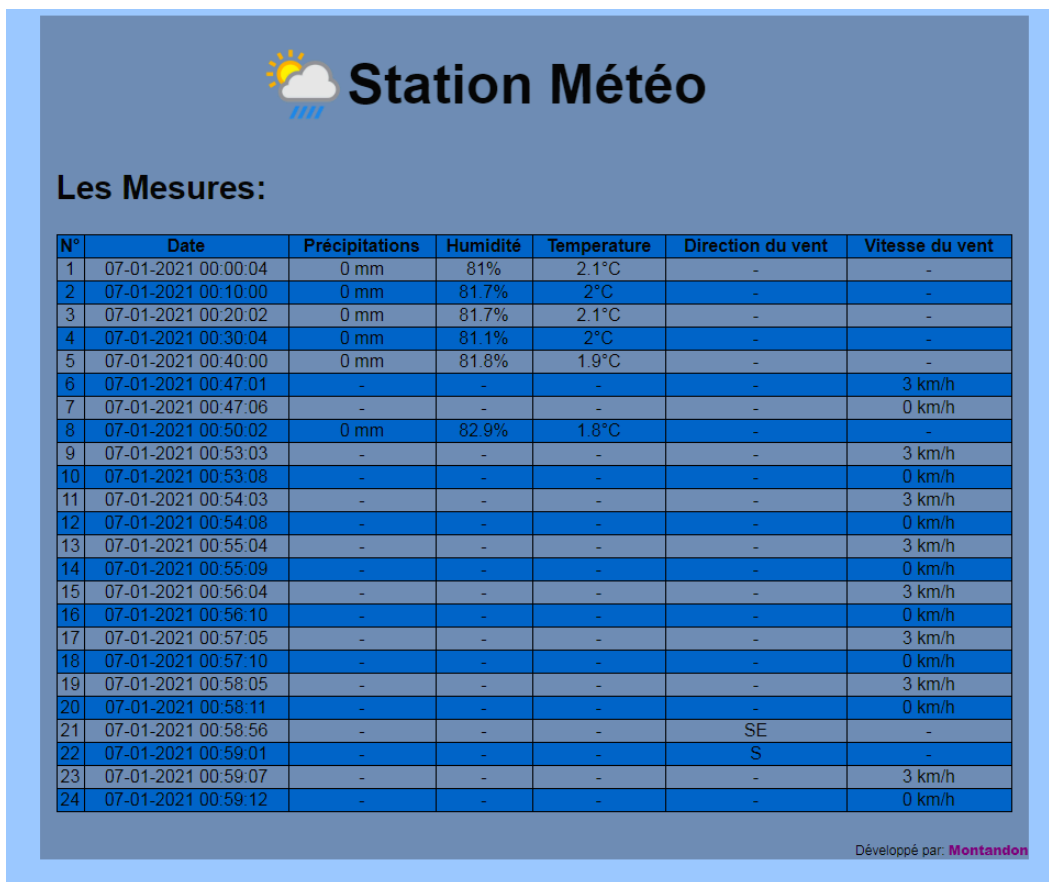 Station Météo
Les Mesures:
N° Date Précipitations Humidité Temperature Direction du vent Vitesse du vent
1 07-01-2021 00:00:04 0 mm 81% 2.1°C - -
2 07-01-2021 00:10:00 0 mm 81.7% 2°C - -
3 07-01-2021 00:20:02 0 mm 81.7% 2.1°C - -
4 07-01-2021 00:30:04 0 mm 81.1% 2°C - -
5 07-01-2021 00:40:00 0 mm 81.8% 1.9°C - -
6 07-01-2021 00:47:01 - - - - 3 km/h
7 07-01-2021 00:47:06 - - - - 0 km/h
8 07-01-2021 00:50:02 0 mm 82.9% 1.8°C - -
9 07-01-2021 00:53:03 - - - - 3 km/h
10 07-01-2021 00:53:08 - - - - 0 km/h
11 07-01-2021 00:54:03 - - - - 3 km/h
12 07-01-2021 00:54:08 - - - - 0 km/h
13 07-01-2021 00:55:04 - - - - 3 km/h
14 07-01-2021 00:55:09 - - - - 0 km/h
15 07-01-2021 00:56:04 - - - - 3 km/h
16 07-01-2021 00:56:10 - - - - 0 km/h
17 07-01-2021 00:57:05 - - - - 3 km/h
18 07-01-2021 00:57:10 - - - - 0 km/h
19 07-01-2021 00:58:05 - - - - 3 km/h
20 07-01-2021 00:58:11 - - - - 0 km/h
21 07-01-2021 00:58:56 - - - SE -
22 07-01-2021 00:59:01 - - - S -
23 07-01-2021 00:59:07 - - - - 3 km/h
24 07-01-2021 00:59:12 - - - - 0 km/h
Développé par: Montandon